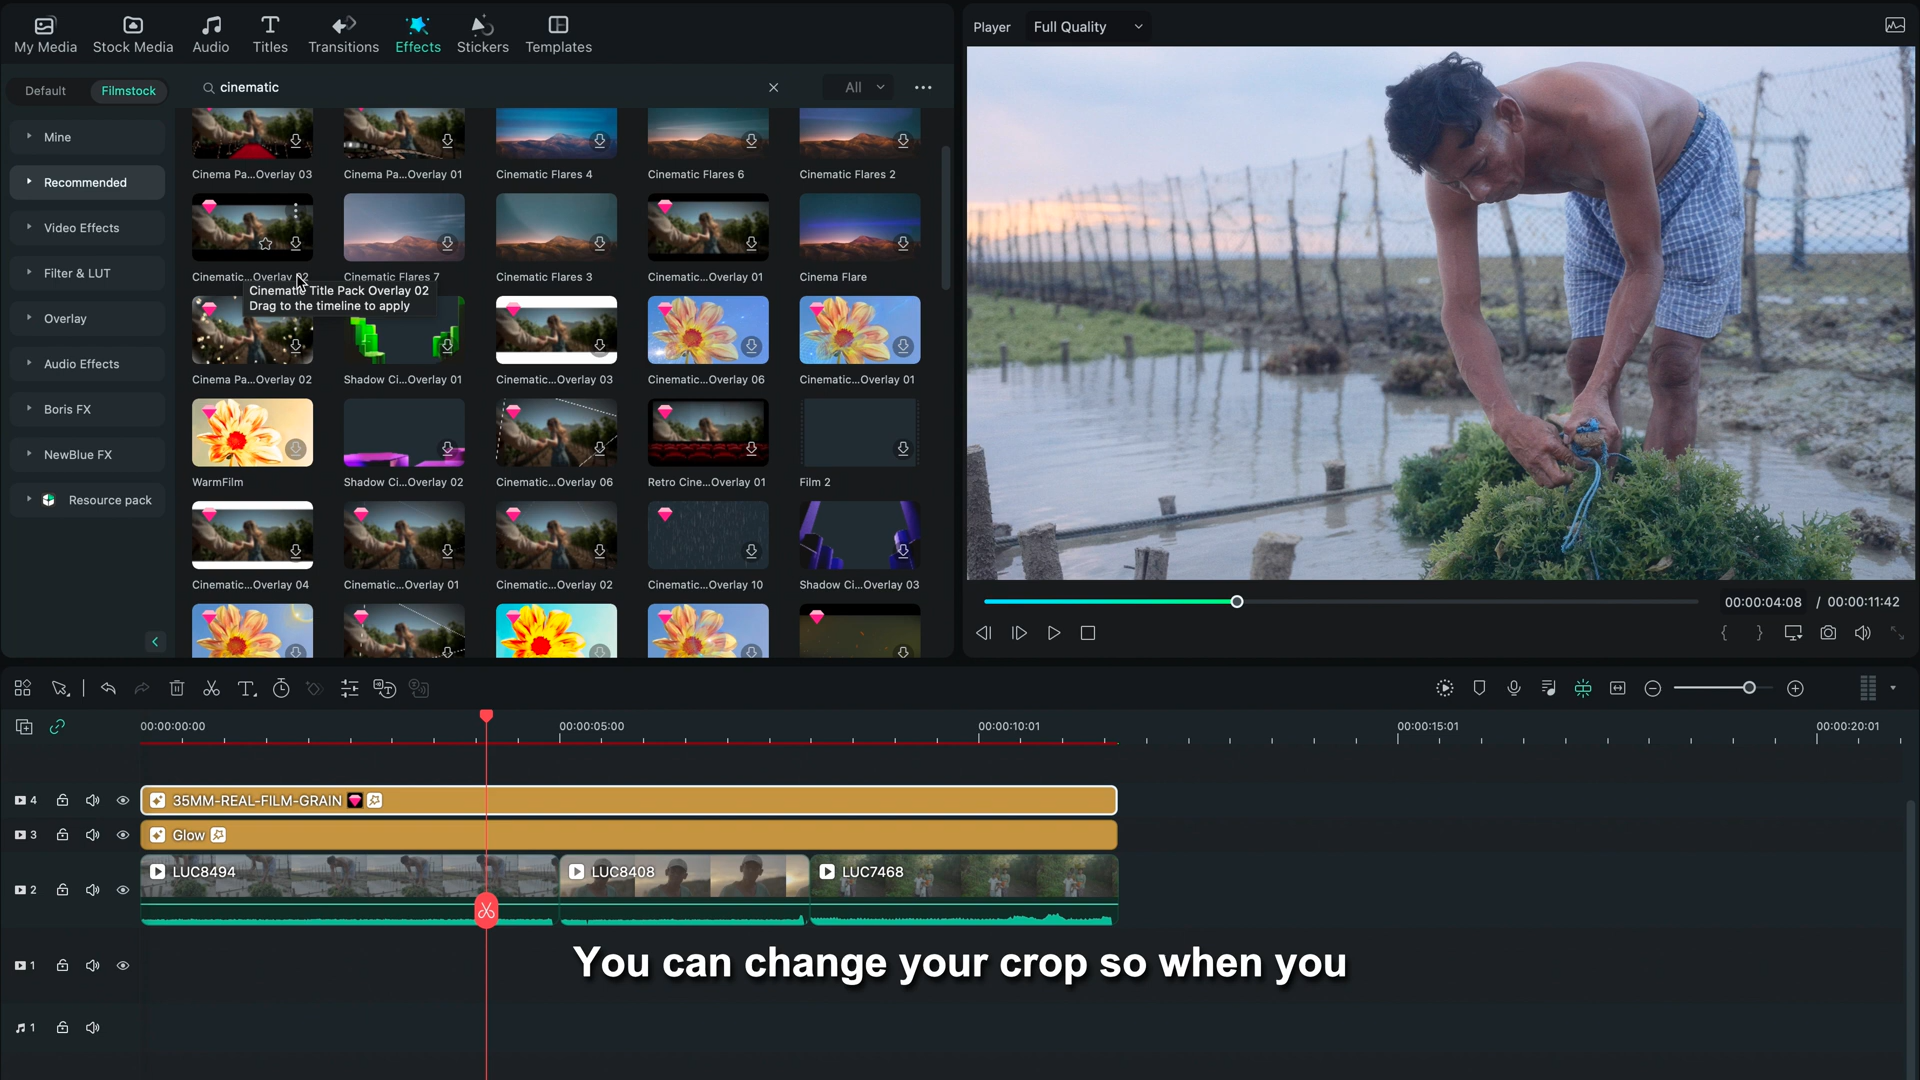 My Media
Stock Media
Audio
Titles
Transitions
Effects
Stickers
Templates
Player
Full Quality
Default
Filmstock
cinematic
All
Mine
Recommended
Video Effects
Filter & LUT
Overlay
Audio Effects
Boris FX
NewBlue FX
Resource pack
Cinema Pa...Overlay 03
Cinema Pa...Overlay 01
Cinematic Flares 4
Cinematic Flares 6
Cinematic Flares 2
Cinematic...Overlay 02
Cinematic Flares 7
Cinematic Flares 3
Cinematic...Overlay 01
Cinema Flare
Cinematic Title Pack Overlay 02
Drag to the timeline to apply
Cinema Pa...Overlay 02
Shadow Ci...Overlay 01
Cinematic...Overlay 03
Cinematic...Overlay 06
Cinematic...Overlay 01
WarmFilm
Shadow Ci...Overlay 02
Cinematic...Overlay 06
Retro Cine...Overlay 01
Film 2
Cinematic...Overlay 04
Cinematic...Overlay 01
Cinematic...Overlay 02
Cinematic...Overlay 10
Shadow Ci...Overlay 03
00:00:04:08 / 00:00:11:42
00:00:00:00
00:00:05:00
00:00:10:01
00:00:15:01
00:00:20:01
4
35MM-REAL-FILM-GRAIN
3
Glow
2
LUC8494
LUC8408
LUC7468
1
You can change your crop so when you
1